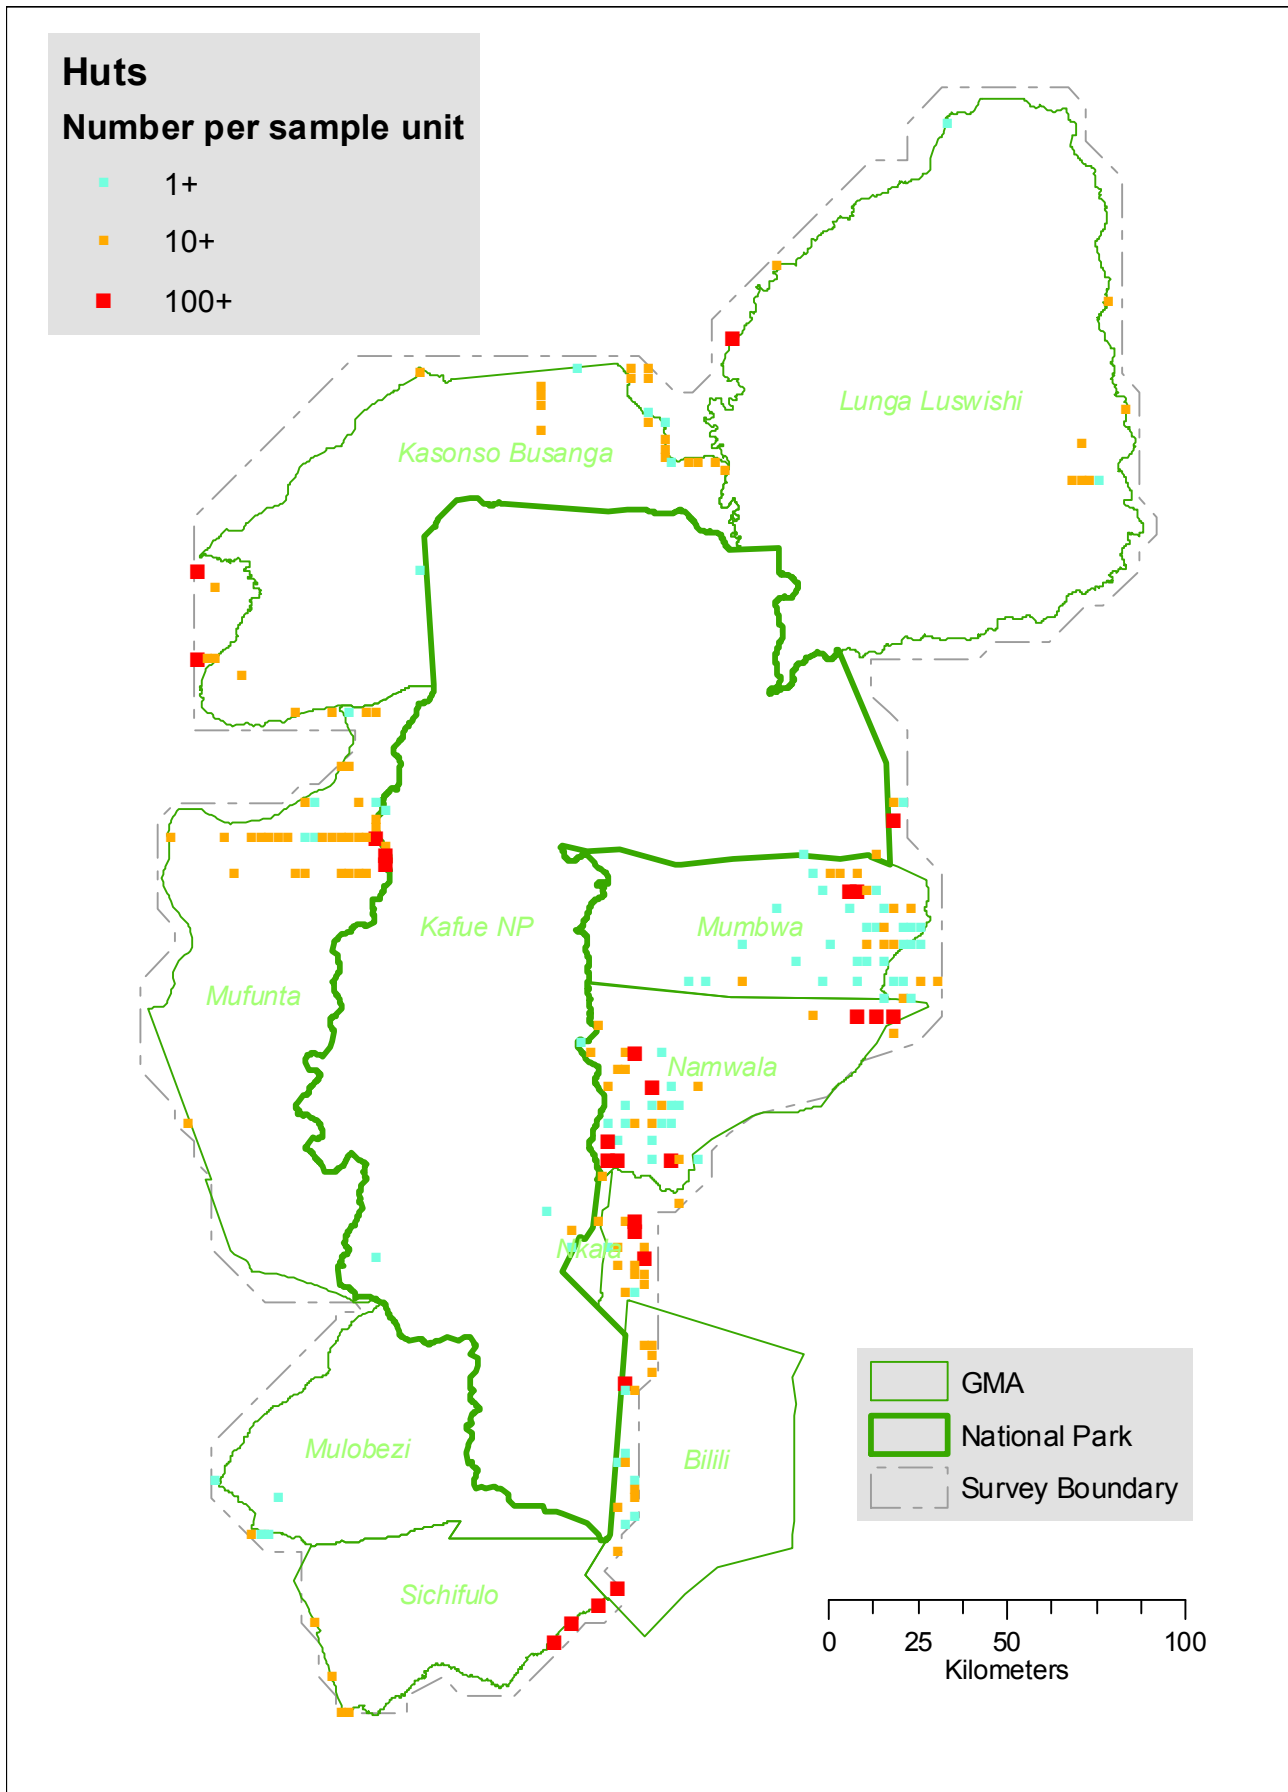 Huts
Number per sample unit
1+
10+
100+
Lunga Luswishi
Kasonso Busanga
Kafue NP
Mumbwa
Mufunta
Namwala
Nkala
GMA
National Park
Survey Boundary
Mulobezi
Bilili
Sichifulo
0 25 50 100
Kilometers